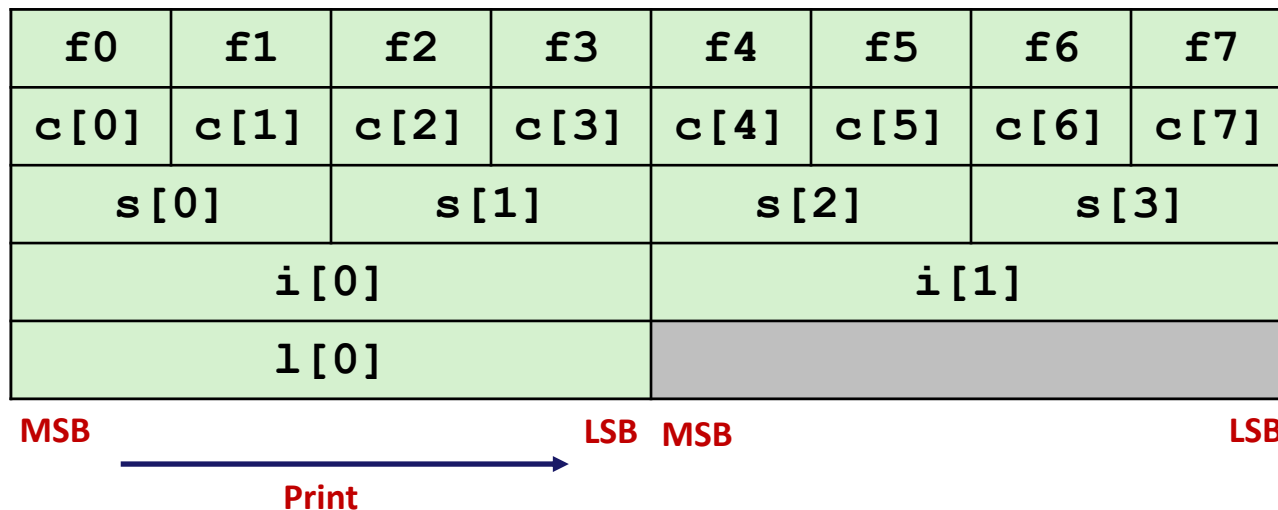 f0 f1 f2 f3 f4 f5 f6 f7
c[0] c[1] c[2] c[3] c[4] c[5] c[6] c[7]
s[0] s[1] s[2] s[3]
i[0] i[1]
l[0]
MSB LSB MSB LSB
Print